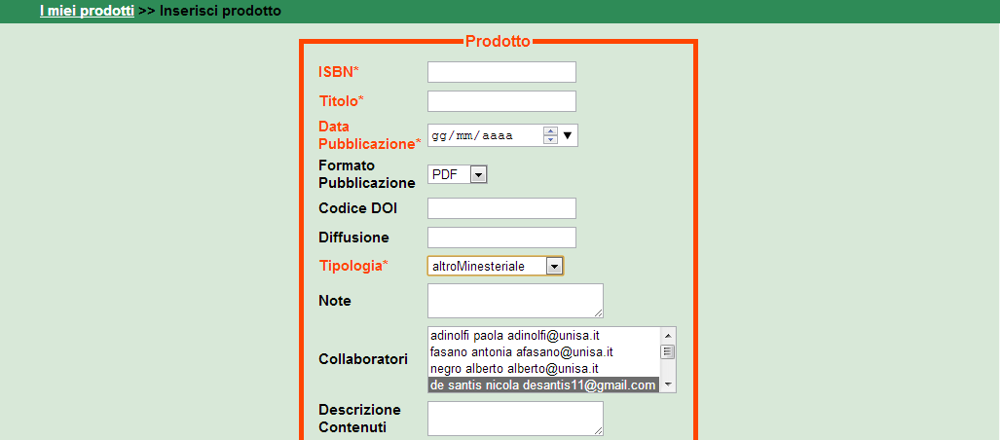 I miei prodotti >> Inserisci prodotto
Prodotto
ISBN*
Titolo*
Data
Pubblicazione*
gg/mm/aaaa
Formato
Pubblicazione
PDF
Codice DOI
Diffusione
Tipologia*
altroMinesteriale
Note
Collaboratori
adinolfi paola adinolfi@unisa.it
fasano antonia afasano@unisa.it
negro alberto alberto@unisa.it
de santis nicola desantis11@gmail.com
Descrizione
Contenuti